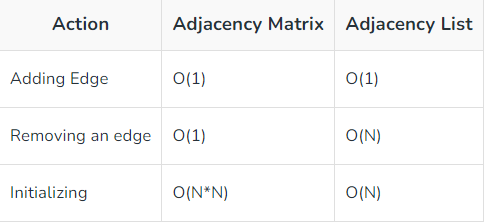 Action Adjacency Matrix Adjacency List
Adding Edge O(1) O(1)
Removing an edge O(1) O(N)
Initializing O(N*N) O(N)